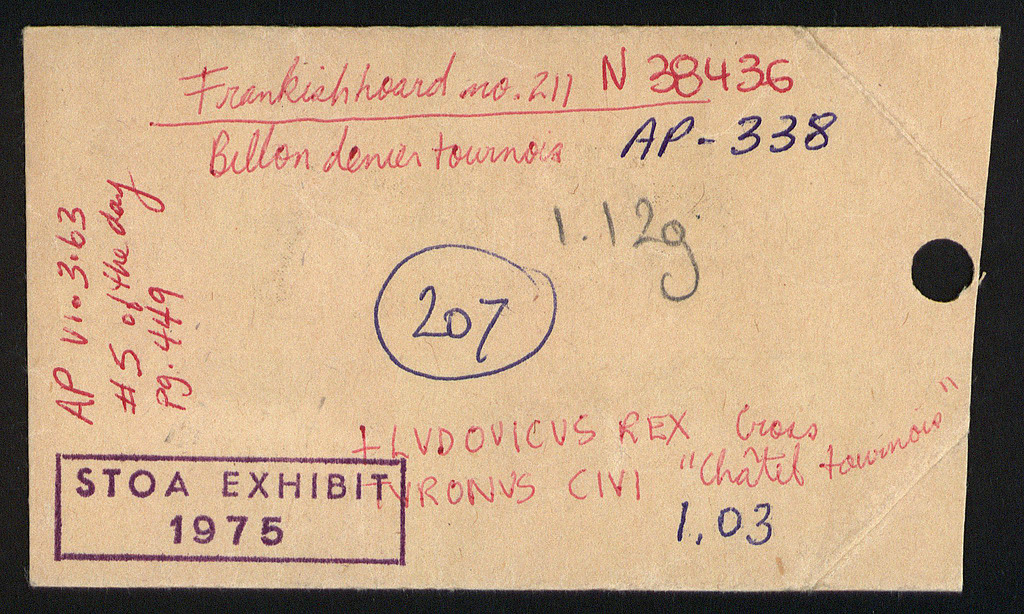 Frankish hoard no. 211 N 38436
Billon denier tournois AP-338
1.12g
207
AP VI.3.63
#5 of the day
Pg. 449
+LVDOVICVS REX Cross
TVRONVS CIVI "Châtel tournois"
1.03
STOA EXHIBIT
1975